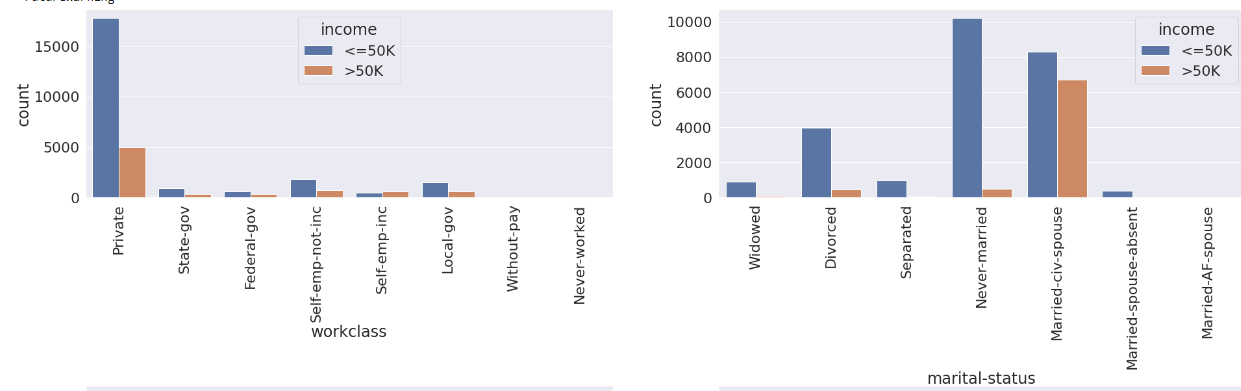 income
<=50K
>50K
count
15000
10000
5000
0
Private
State-gov
Federal-gov
Self-emp-not-inc
Self-emp-inc
Local-gov
Without-pay
Never-worked
workclass
income
<=50K
>50K
count
10000
8000
6000
4000
2000
0
Widowed
Divorced
Separated
Never-married
Married-civ-spouse
Married-spouse-absent
Married-AF-spouse
marital-status